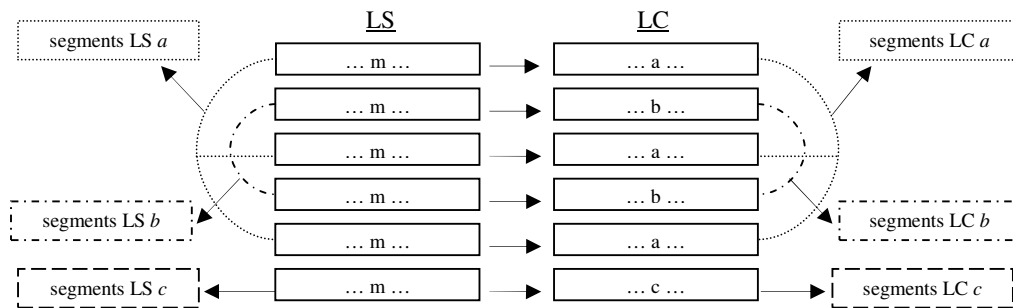 LS LC
segments LS a segments LC a
… m … … a …
… m … … b …
… m … … a …
… m … … b …
segments LS b segments LC b
… m … … a …
segments LS c … m … … c … segments LC c